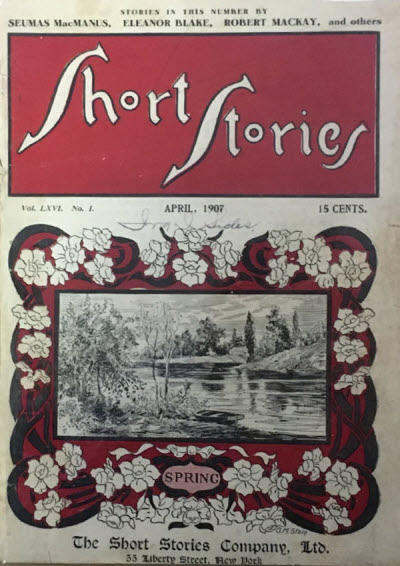 STORIES IN THIS NUMBER BY
SEUMAS MacMANUS, ELEANOR BLAKE, ROBERT MACKAY, and others
Short Stories
Vol. LXVI. No. 1. APRIL, 1907 15 CENTS.
SPRING
The Short Stories Company, Ltd.
55 Liberty Street, New York